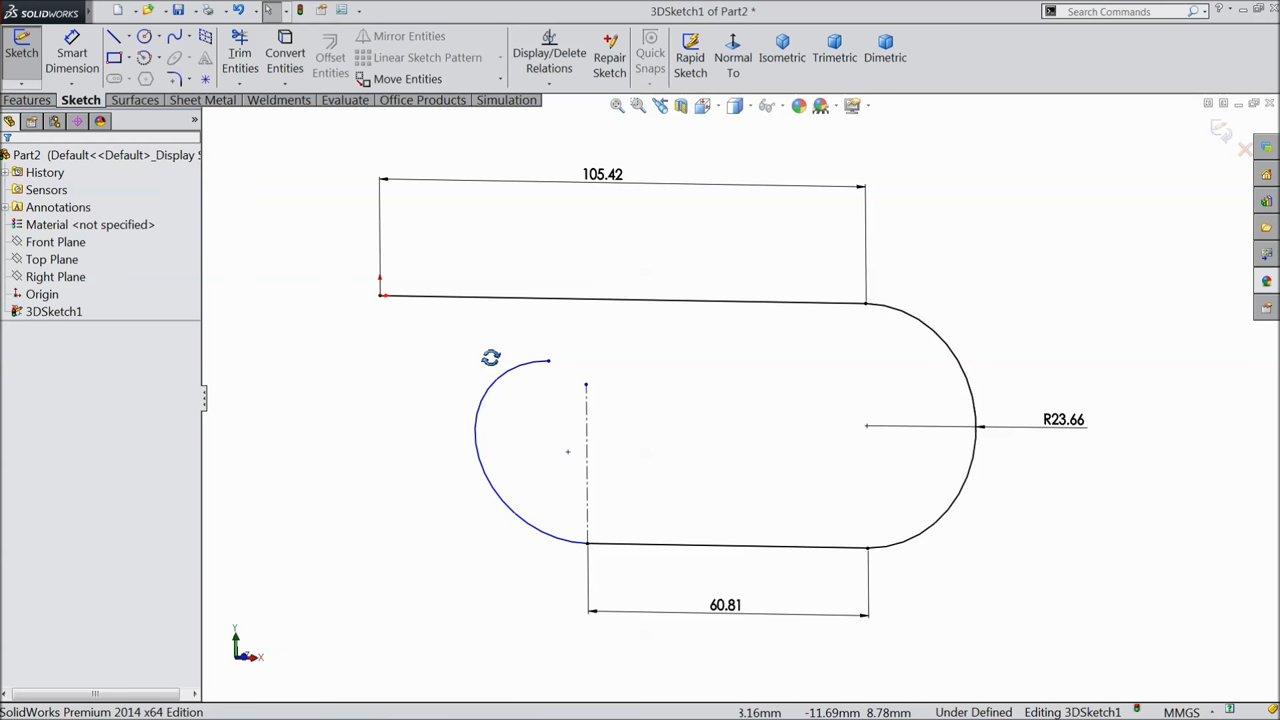 SOLIDWORKS
3DSketch1 of Part2 *
Search Commands
Sketch
Smart Dimension
Trim Entities
Convert Entities
Offset Entities
Mirror Entities
Linear Sketch Pattern
Move Entities
Display/Delete Relations
Repair Sketch
Quick Snaps
Rapid Sketch
Normal To
Isometric
Trimetric
Dimetric
Features
Sketch
Surfaces
Sheet Metal
Weldments
Evaluate
Office Products
Simulation
Part2 (Default<<Default>_Display S
History
Sensors
Annotations
Material <not specified>
Front Plane
Top Plane
Right Plane
Origin
3DSketch1
105.42
R23.66
60.81
Y
X
SolidWorks Premium 2014 x64 Edition
3.16mm
-11.69mm
8.78mm
Under Defined
Editing 3DSketch1
MMGS